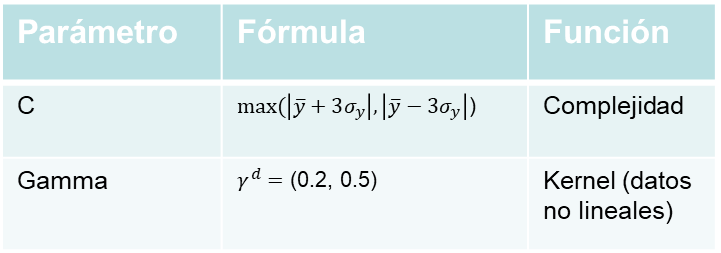 Parámetro Fórmula Función
C max(|ȳ + 3σ_y|, |ȳ − 3σ_y|) Complejidad
Gamma γ^d = (0.2, 0.5) Kernel (datos
no lineales)